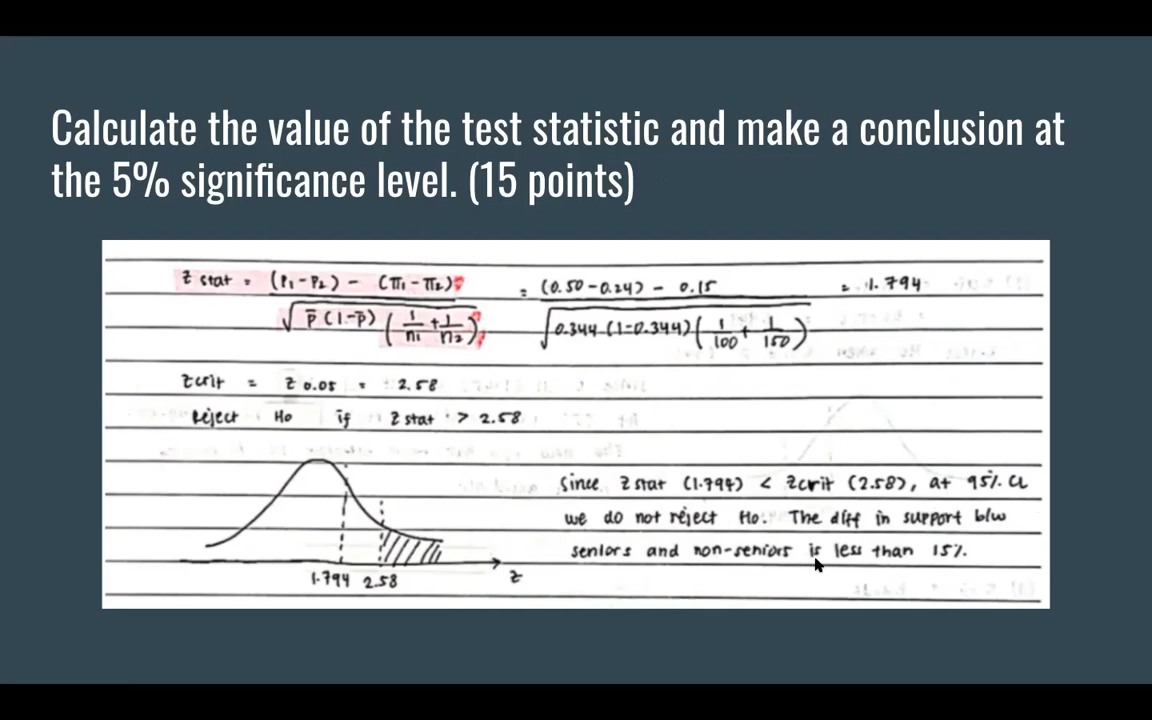 Calculate the value of the test statistic and make a conclusion at
the 5% significance level. (15 points)
Z stat = (P₁-P₂) - (π₁-π₂) / √( p̄(1-p̄) (1/n₁ + 1/n₂) ) = (0.50-0.24) - 0.15 / √( 0.344(1-0.344) (1/100 + 1/150) ) = 1.794
Zcrit = Z 0.05 = 2.58
Reject Ho if Z stat > 2.58
Since Zstat (1.794) < Zcrit (2.58), at 95% CL
we do not reject Ho. The diff in support b/w
seniors and non-seniors is less than 15%.
1.794 2.58 Z